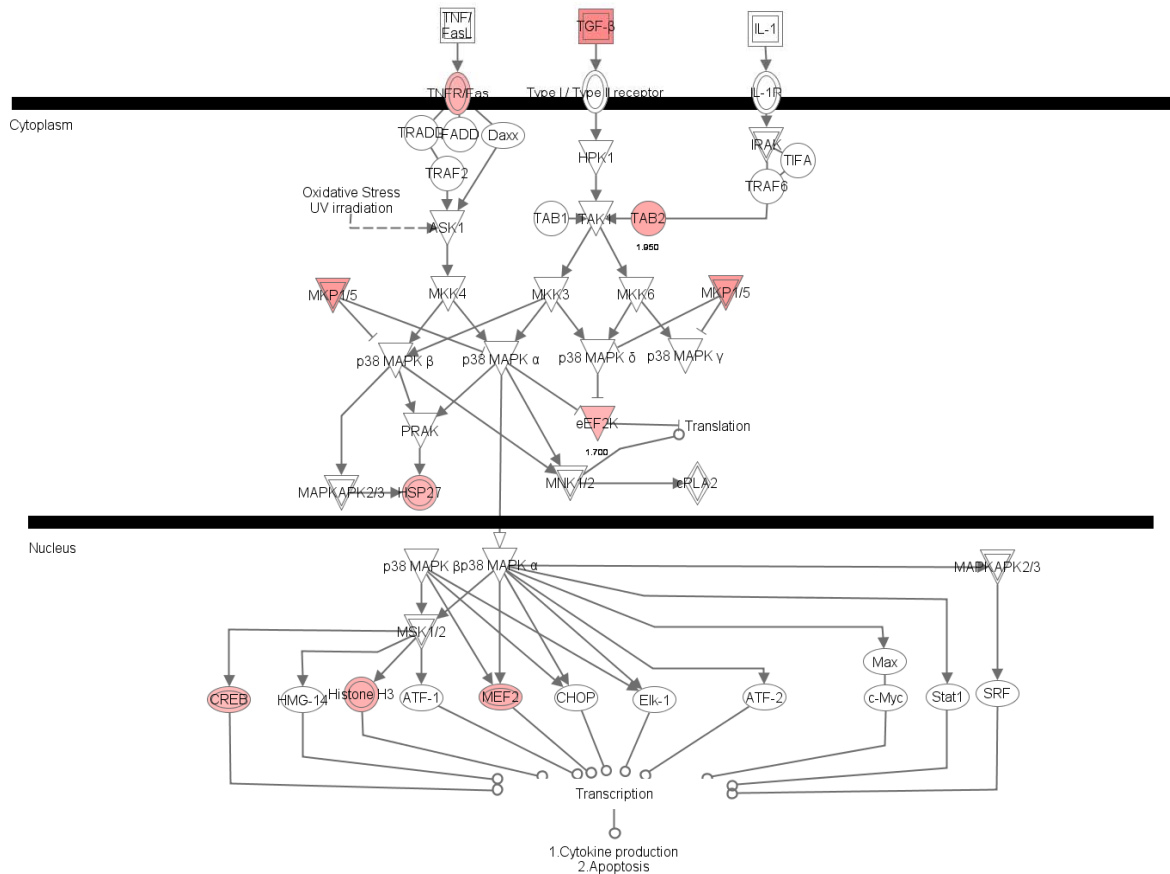 TNF/
FasL
TGF-β
IL-1
TNFR/Fas
Type I / Type II receptor
IL-1R
Cytoplasm
TRADD
FADD
Daxx
HPK1
IRAK
TIFA
TRAF2
TRAF6
Oxidative Stress
UV irradiation
ASK1
TAB1
TAK1
TAB2
1.950
MKP1/5
MKK4
MKK3
MKK6
MKP1/5
p38 MAPK β
p38 MAPK α
p38 MAPK δ
p38 MAPK γ
PRAK
eEF2K
Translation
1.700
MAPKAPK2/3
HSP27
MNK1/2
cPLA2
Nucleus
p38 MAPK β
p38 MAPK α
MAPKAPK2/3
MSK1/2
Max
CREB
HMG-14
Histone H3
ATF-1
MEF2
CHOP
Elk-1
ATF-2
c-Myc
Stat1
SRF
Transcription
1.Cytokine production
2.Apoptosis